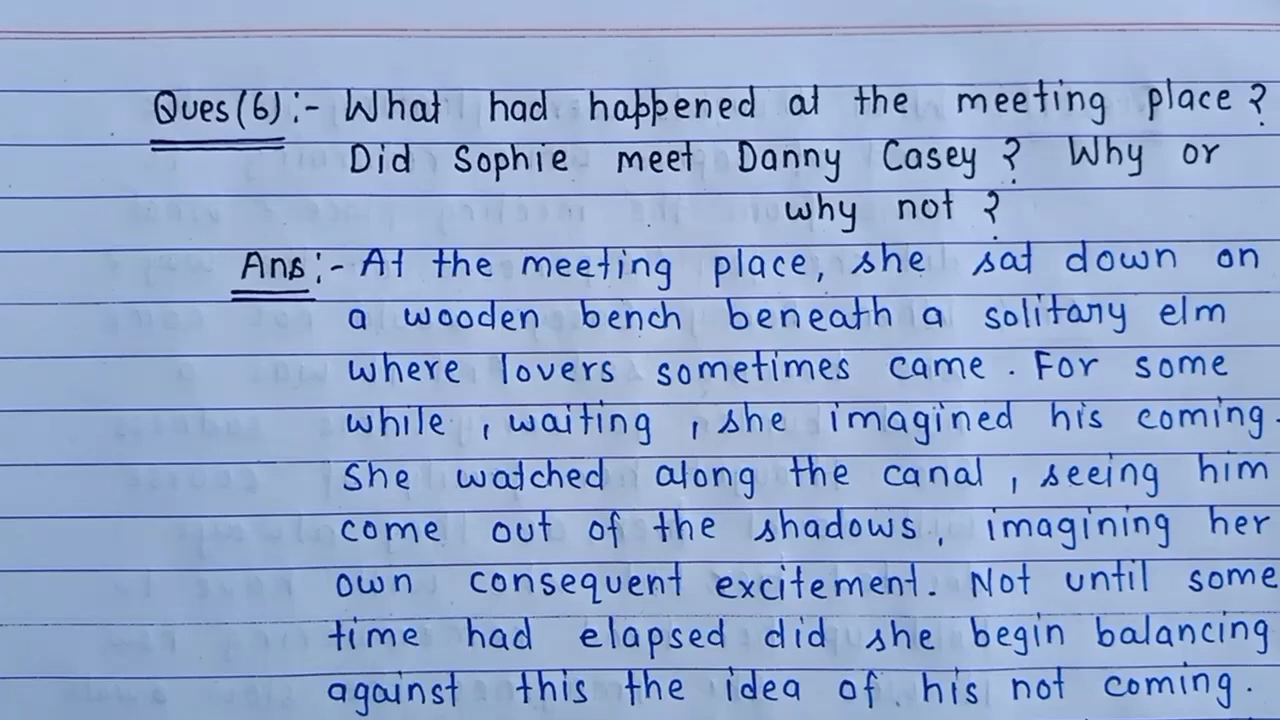 Ques(6):- What had happened at the meeting place?
Did Sophie meet Danny Casey? Why or
why not?
Ans:- At the meeting place, she sat down on
a wooden bench beneath a solitary elm
where lovers sometimes came. For some
while, waiting, she imagined his coming.
She watched along the canal, seeing him
come out of the shadows, imagining her
own consequent excitement. Not until some
time had elapsed did she begin balancing
against this the idea of his not coming.